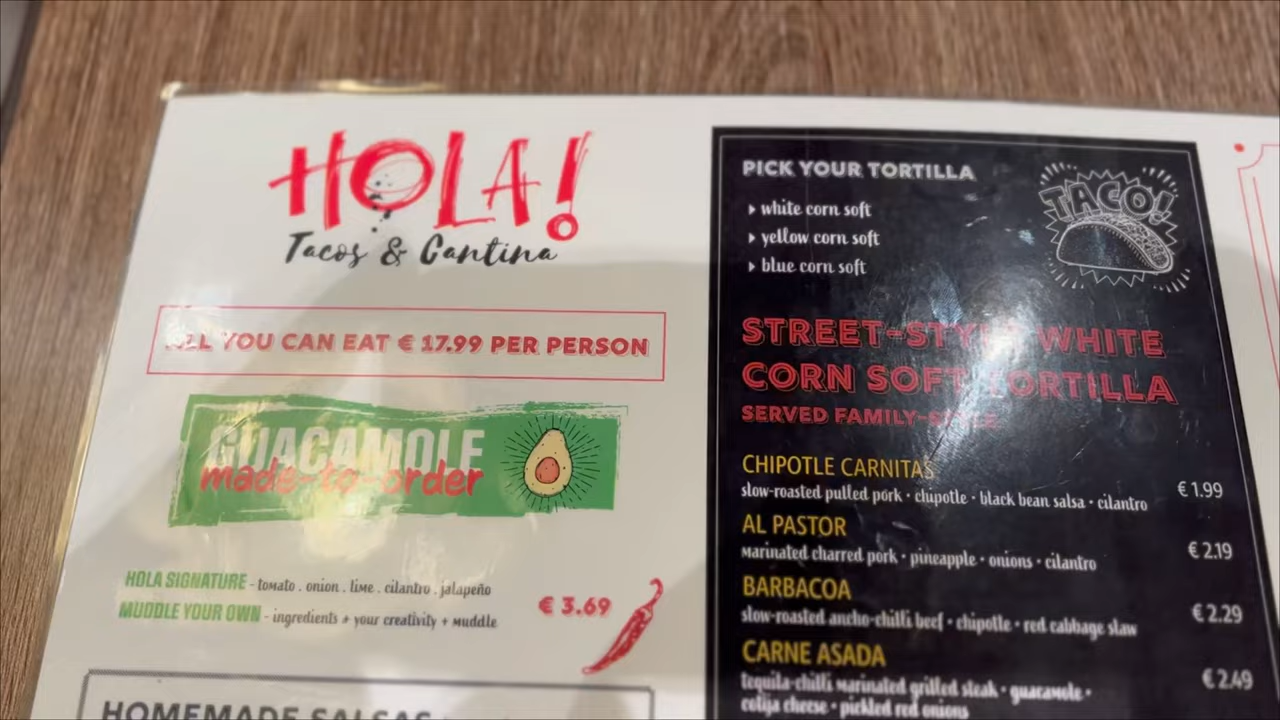 HOLA!
Tacos & Cantina
ALL YOU CAN EAT € 17.99 PER PERSON
GUACAMOLE
made-to-order
HOLA SIGNATURE - tomato . onion . lime . cilantro . jalapeño
MUDDLE YOUR OWN - ingredients + your creativity + muddle
€ 3.69
HOMEMADE SALSAS
PICK YOUR TORTILLA
white corn soft
yellow corn soft
blue corn soft
TACO!
STREET-STYLE WHITE
CORN SOFT TORTILLA
SERVED FAMILY-STYLE
CHIPOTLE CARNITAS
slow-roasted pulled pork • chipotle • black bean salsa • cilantro
€ 1.99
AL PASTOR
marinated charred pork • pineapple • onions • cilantro
€ 2.19
BARBACOA
slow-roasted ancho-chilli beef • chipotle • red cabbage slaw
€ 2.29
CARNE ASADA
tequila-chilli marinated grilled steak • guacamole •
cotija cheese • pickled red onions
€ 2.49